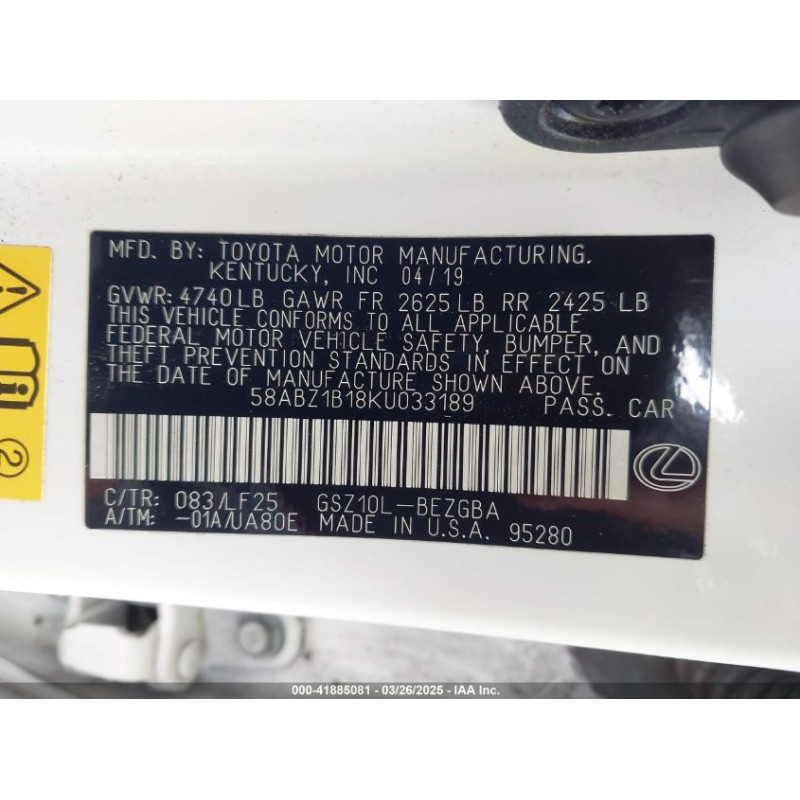 MFD. BY: TOYOTA MOTOR MANUFACTURING.
KENTUCKY, INC 04/19
GVWR: 4740LB GAWR FR 2625LB RR 2425 LB
THIS VEHICLE CONFORMS TO ALL APPLICABLE
FEDERAL MOTOR VEHICLE SAFETY, BUMPER, AND
THEFT PREVENTION STANDARDS IN EFFECT ON
THE DATE OF MANUFACTURE SHOWN ABOVE.
58ABZ1B18KU033189 PASS. CAR
2
C/TR: 083/LF25 GSZ10L-BEZGBA
A/TM: -01A/UA80E MADE IN U.S.A. 95280
000-41885081 - 03/26/2025 - IAA Inc.